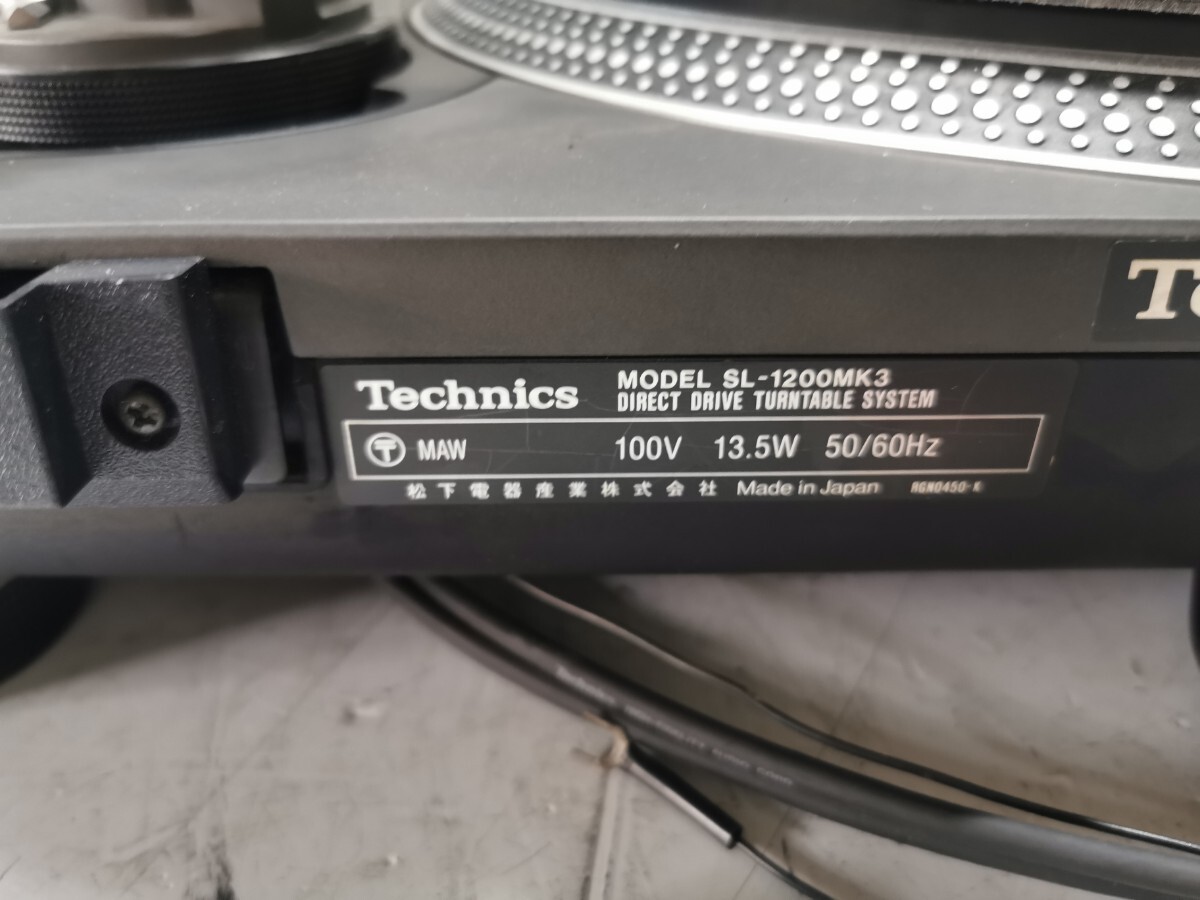 Technics
MODEL SL-1200MK3
DIRECT DRIVE TURNTABLE SYSTEM
T MAW 100V 13.5W 50/60Hz
松下電器産業株式会社 Made in Japan RGN0450-K